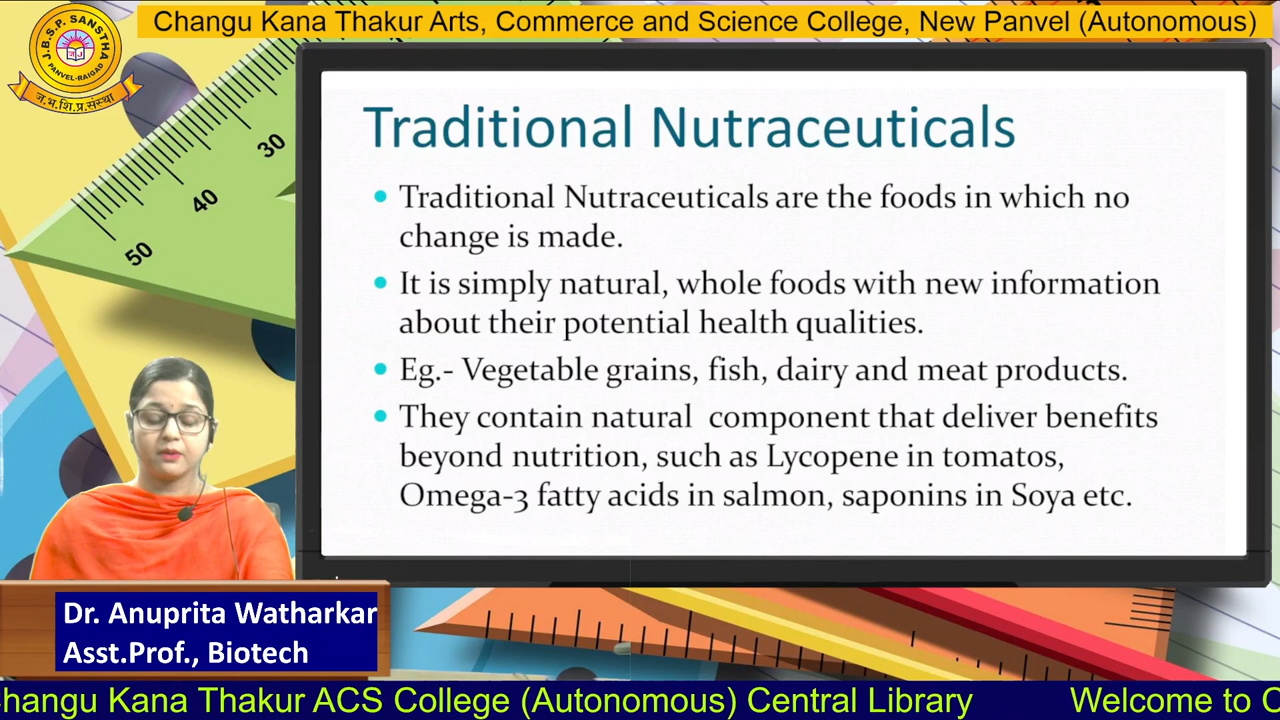 Changu Kana Thakur Arts, Commerce and Science College, New Panvel (Autonomous)
J.B.S.P. SANSTHA
PANVEL-RAIGAD
ज.भ.शि.प्र.संस्था
30
40
50
Traditional Nutraceuticals
• Traditional Nutraceuticals are the foods in which no
change is made.
• It is simply natural, whole foods with new information
about their potential health qualities.
• Eg.- Vegetable grains, fish, dairy and meat products.
• They contain natural component that deliver benefits
beyond nutrition, such as Lycopene in tomatos,
Omega-3 fatty acids in salmon, saponins in Soya etc.
Dr. Anuprita Watharkar
Asst.Prof., Biotech
hangu Kana Thakur ACS College (Autonomous) Central Library Welcome to C